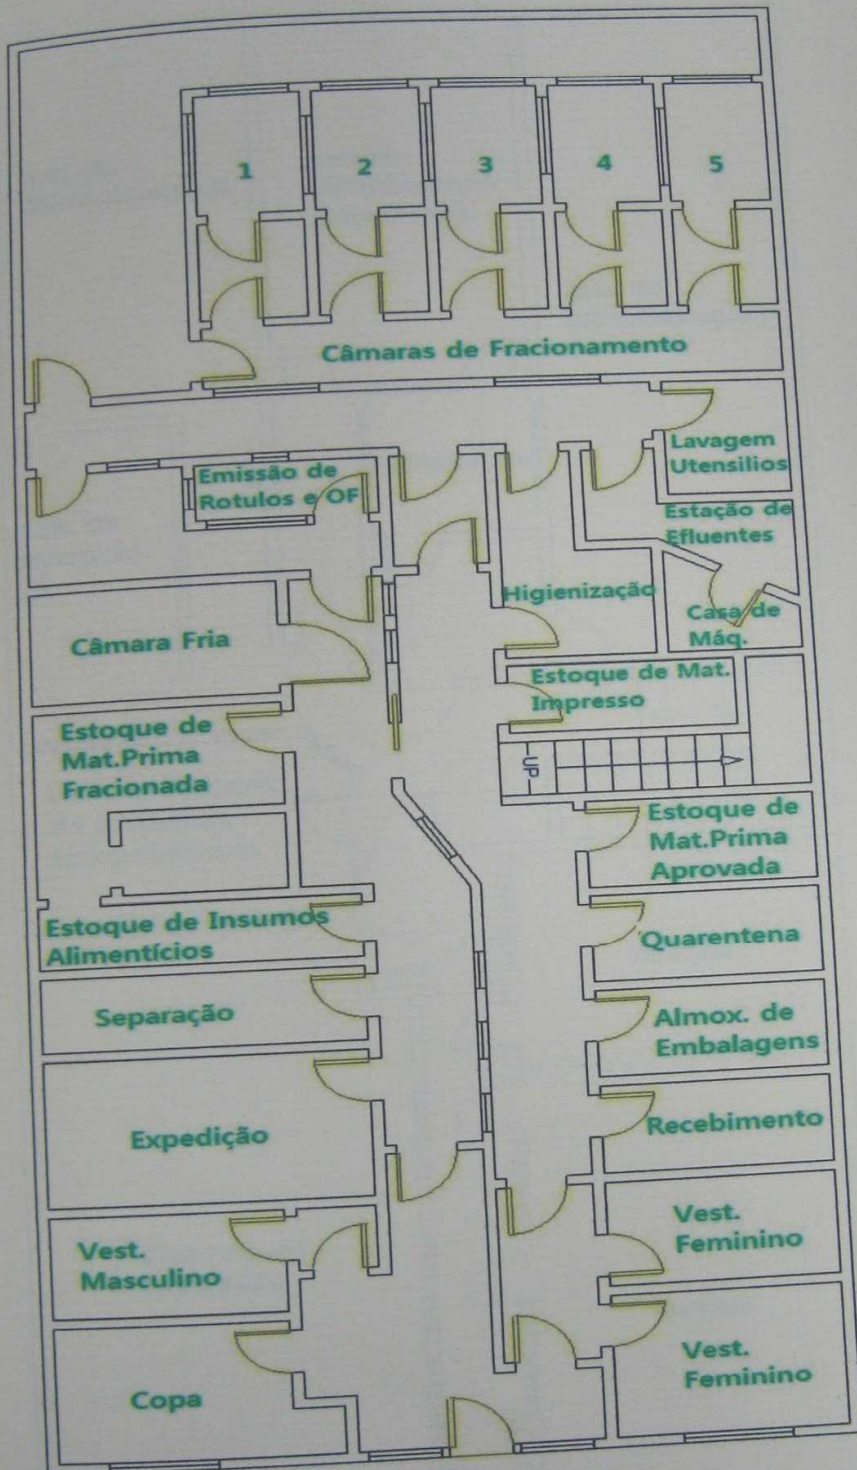 1
2
3
4
5
Câmaras de Fracionamento
Lavagem
Utensilios
Emissão de
Rotulos e OF
Estação de
Efluentes
Higienização
Casa de
Máq.
Câmara Fria
Estoque de Mat.
Impresso
Estoque de
Mat.Prima
Fracionada
UP
Estoque de
Mat.Prima
Aprovada
Estoque de Insumos
Alimentícios
Quarentena
Separação
Almox. de
Embalagens
Expedição
Recebimento
Vest.
Masculino
Vest.
Feminino
Copa
Vest.
Feminino